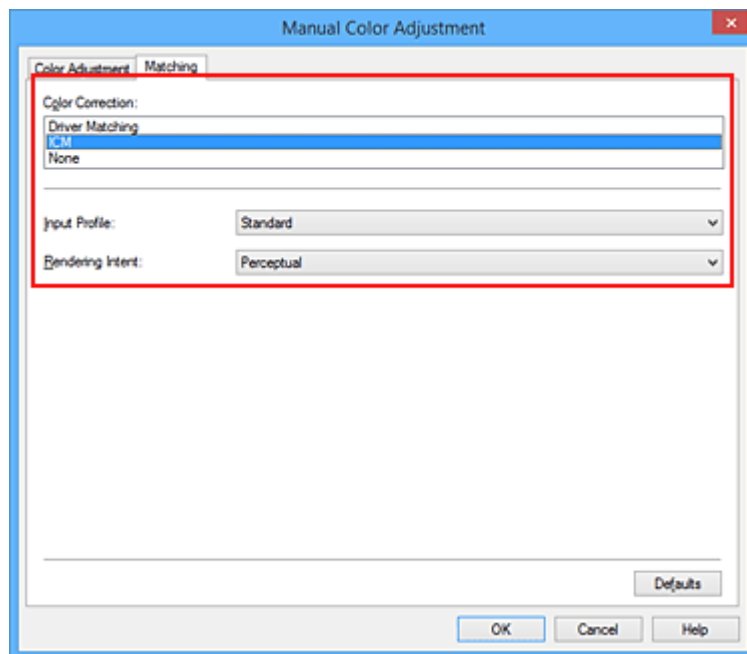 Manual Color Adjustment
Color Adjustment Matching
Color Correction:
Driver Matching
ICM
None
Input Profile: Standard
Rendering Intent: Perceptual
Defaults
OK Cancel Help